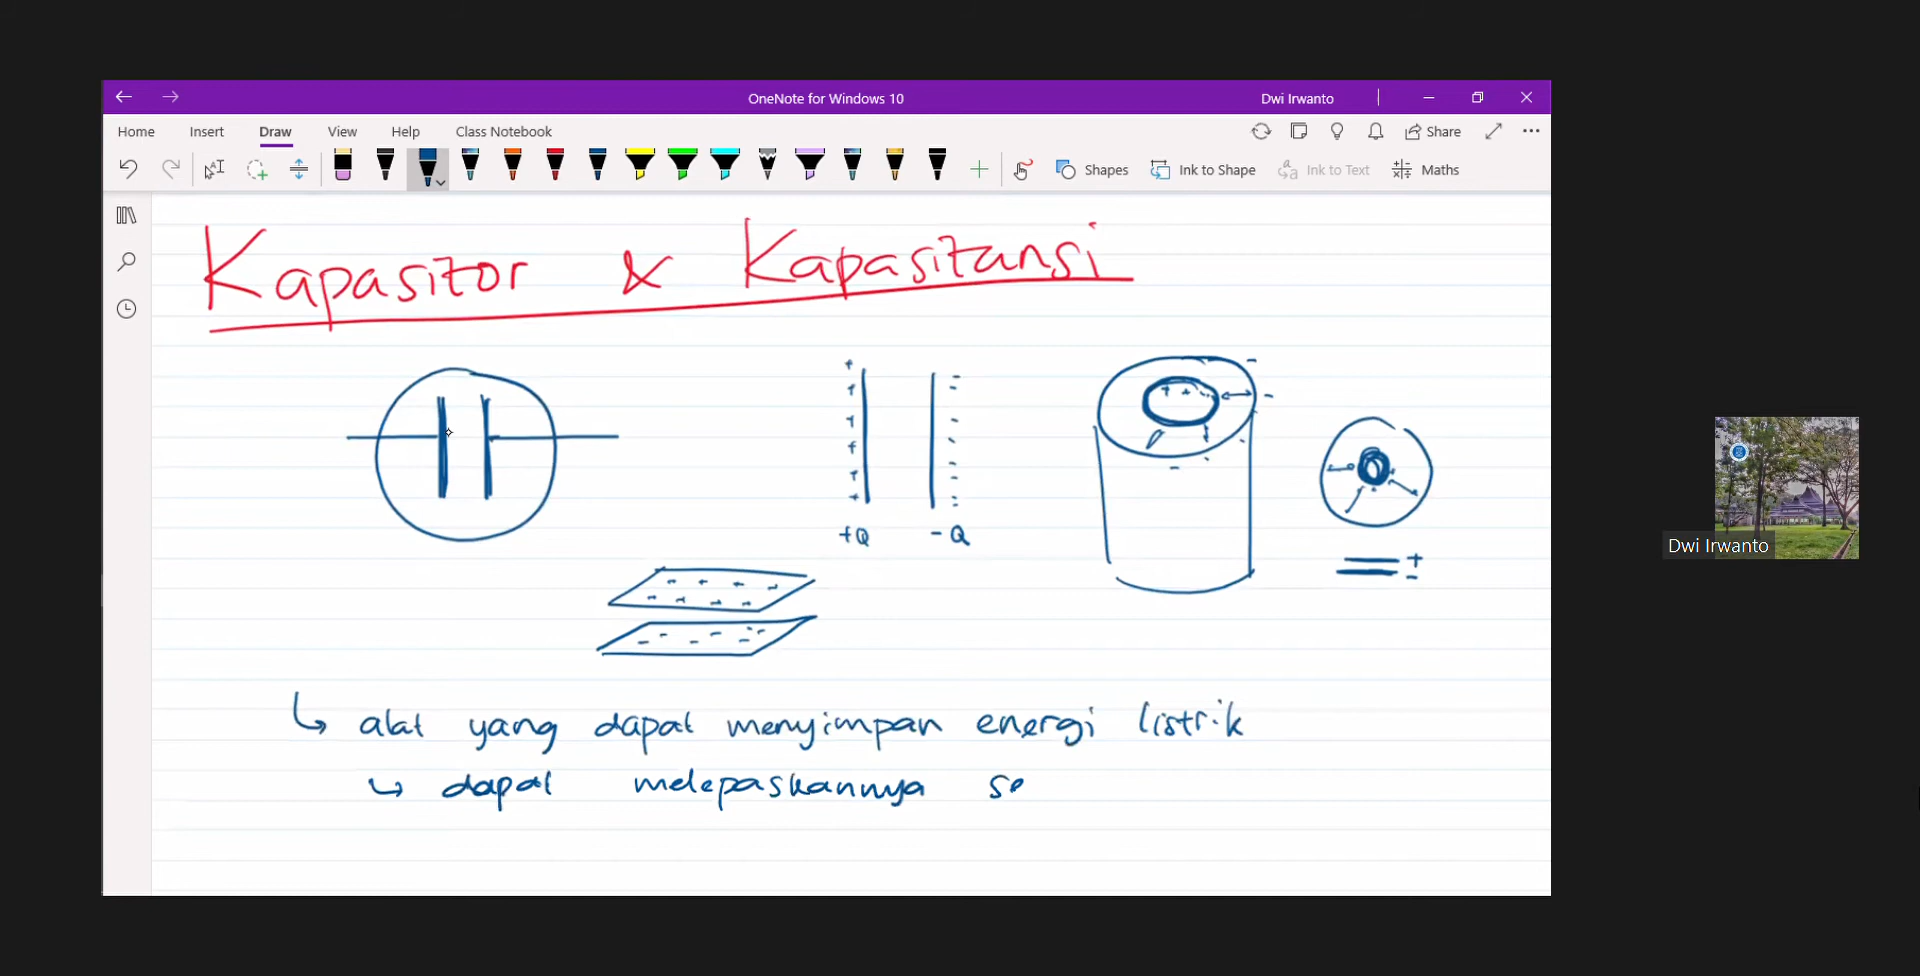 OneNote for Windows 10
Dwi Irwanto
Home Insert Draw View Help Class Notebook
Share
Shapes Ink to Shape Ink to Text Maths
Kapasitor & Kapasitansi
+Q -Q
Dwi Irwanto
alat yang dapat menyimpan energi listrik
dapat melepaskannya se